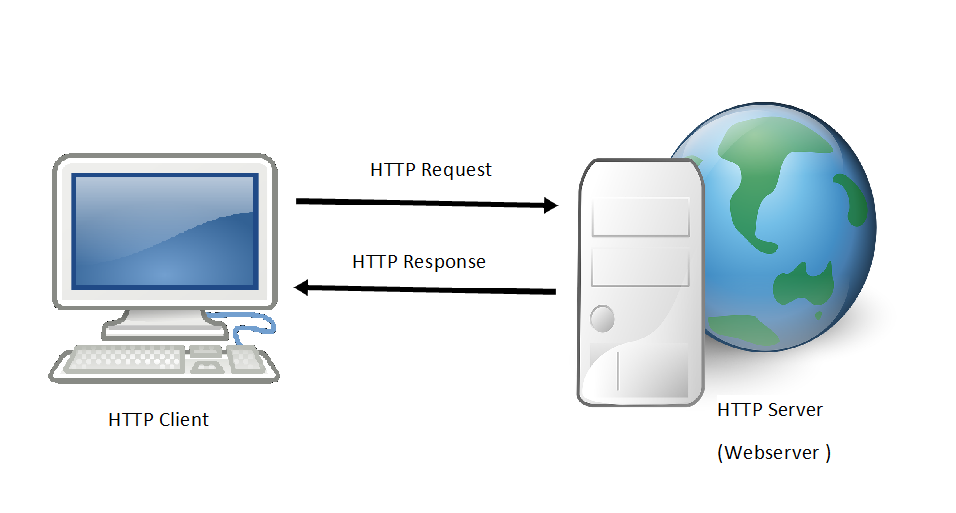 HTTP Request
HTTP Response
HTTP Client
HTTP Server
(Webserver )